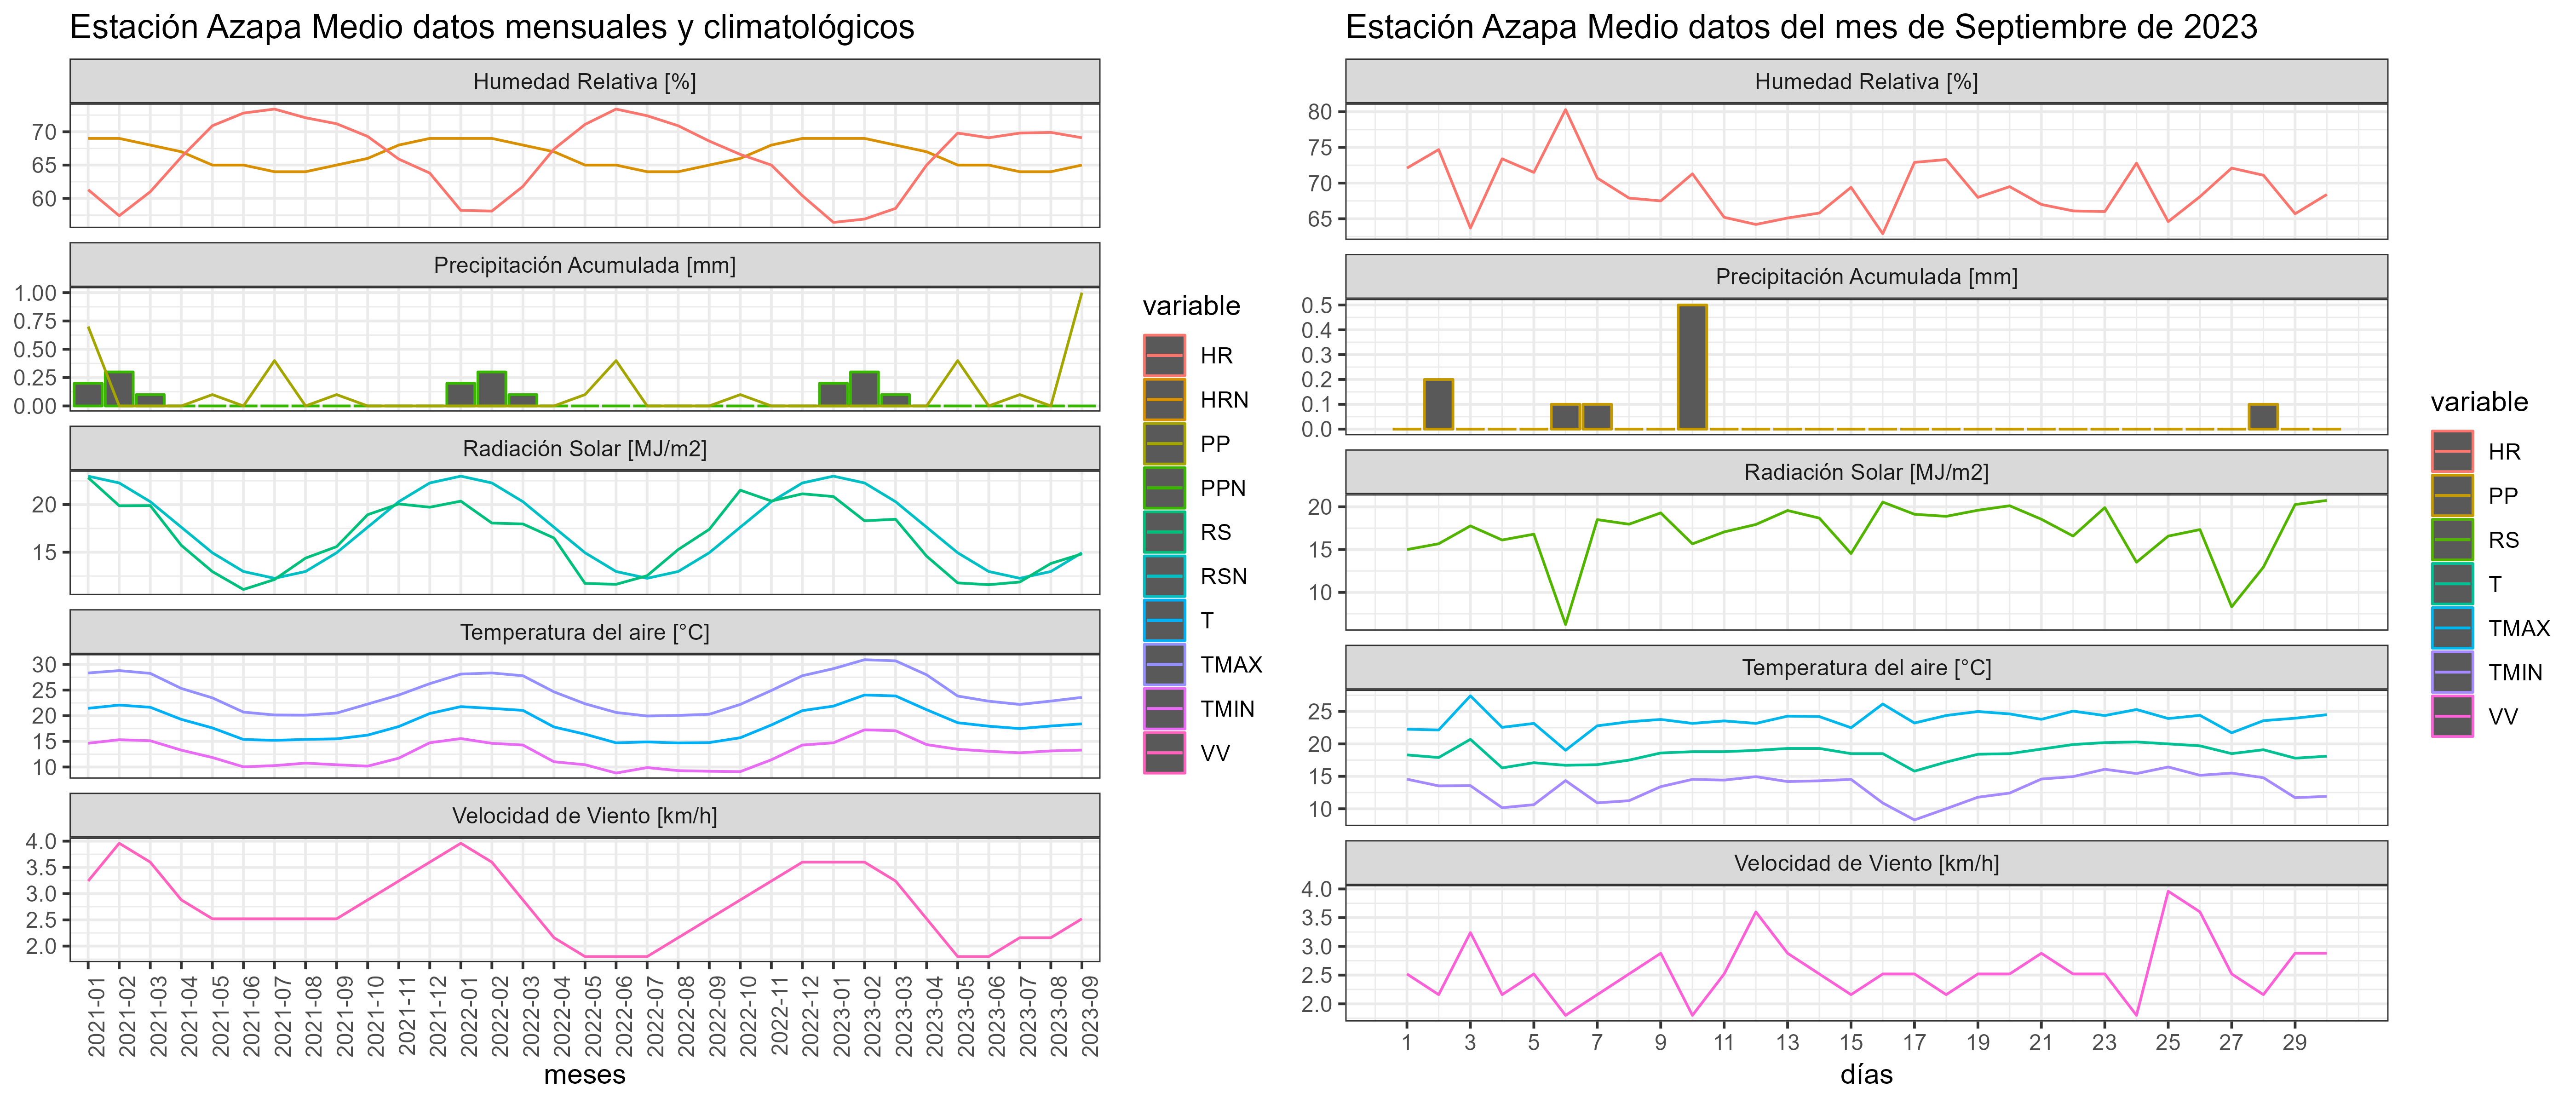 Estación Azapa Medio datos mensuales y climatológicos
Humedad Relativa [%]
70
65
60
Precipitación Acumulada [mm]
1.00
0.75
0.50
0.25
0.00
Radiación Solar [MJ/m2]
20
15
Temperatura del aire [°C]
30
25
20
15
10
Velocidad de Viento [km/h]
4.0
3.5
3.0
2.5
2.0
2021-01
2021-02
2021-03
2021-04
2021-05
2021-06
2021-07
2021-08
2021-09
2021-10
2021-11
2021-12
2022-01
2022-02
2022-03
2022-04
2022-05
2022-06
2022-07
2022-08
2022-09
2022-10
2022-11
2022-12
2023-01
2023-02
2023-03
2023-04
2023-05
2023-06
2023-07
2023-08
2023-09
meses
variable
HR
HRN
PP
PPN
RS
RSN
T
TMAX
TMIN
VV
Estación Azapa Medio datos del mes de Septiembre de 2023
Humedad Relativa [%]
80
75
70
65
Precipitación Acumulada [mm]
0.5
0.4
0.3
0.2
0.1
0.0
Radiación Solar [MJ/m2]
20
15
10
Temperatura del aire [°C]
25
20
15
10
Velocidad de Viento [km/h]
4.0
3.5
3.0
2.5
2.0
1 3 5 7 9 11 13 15 17 19 21 23 25 27 29
días
variable
HR
PP
RS
T
TMAX
TMIN
VV